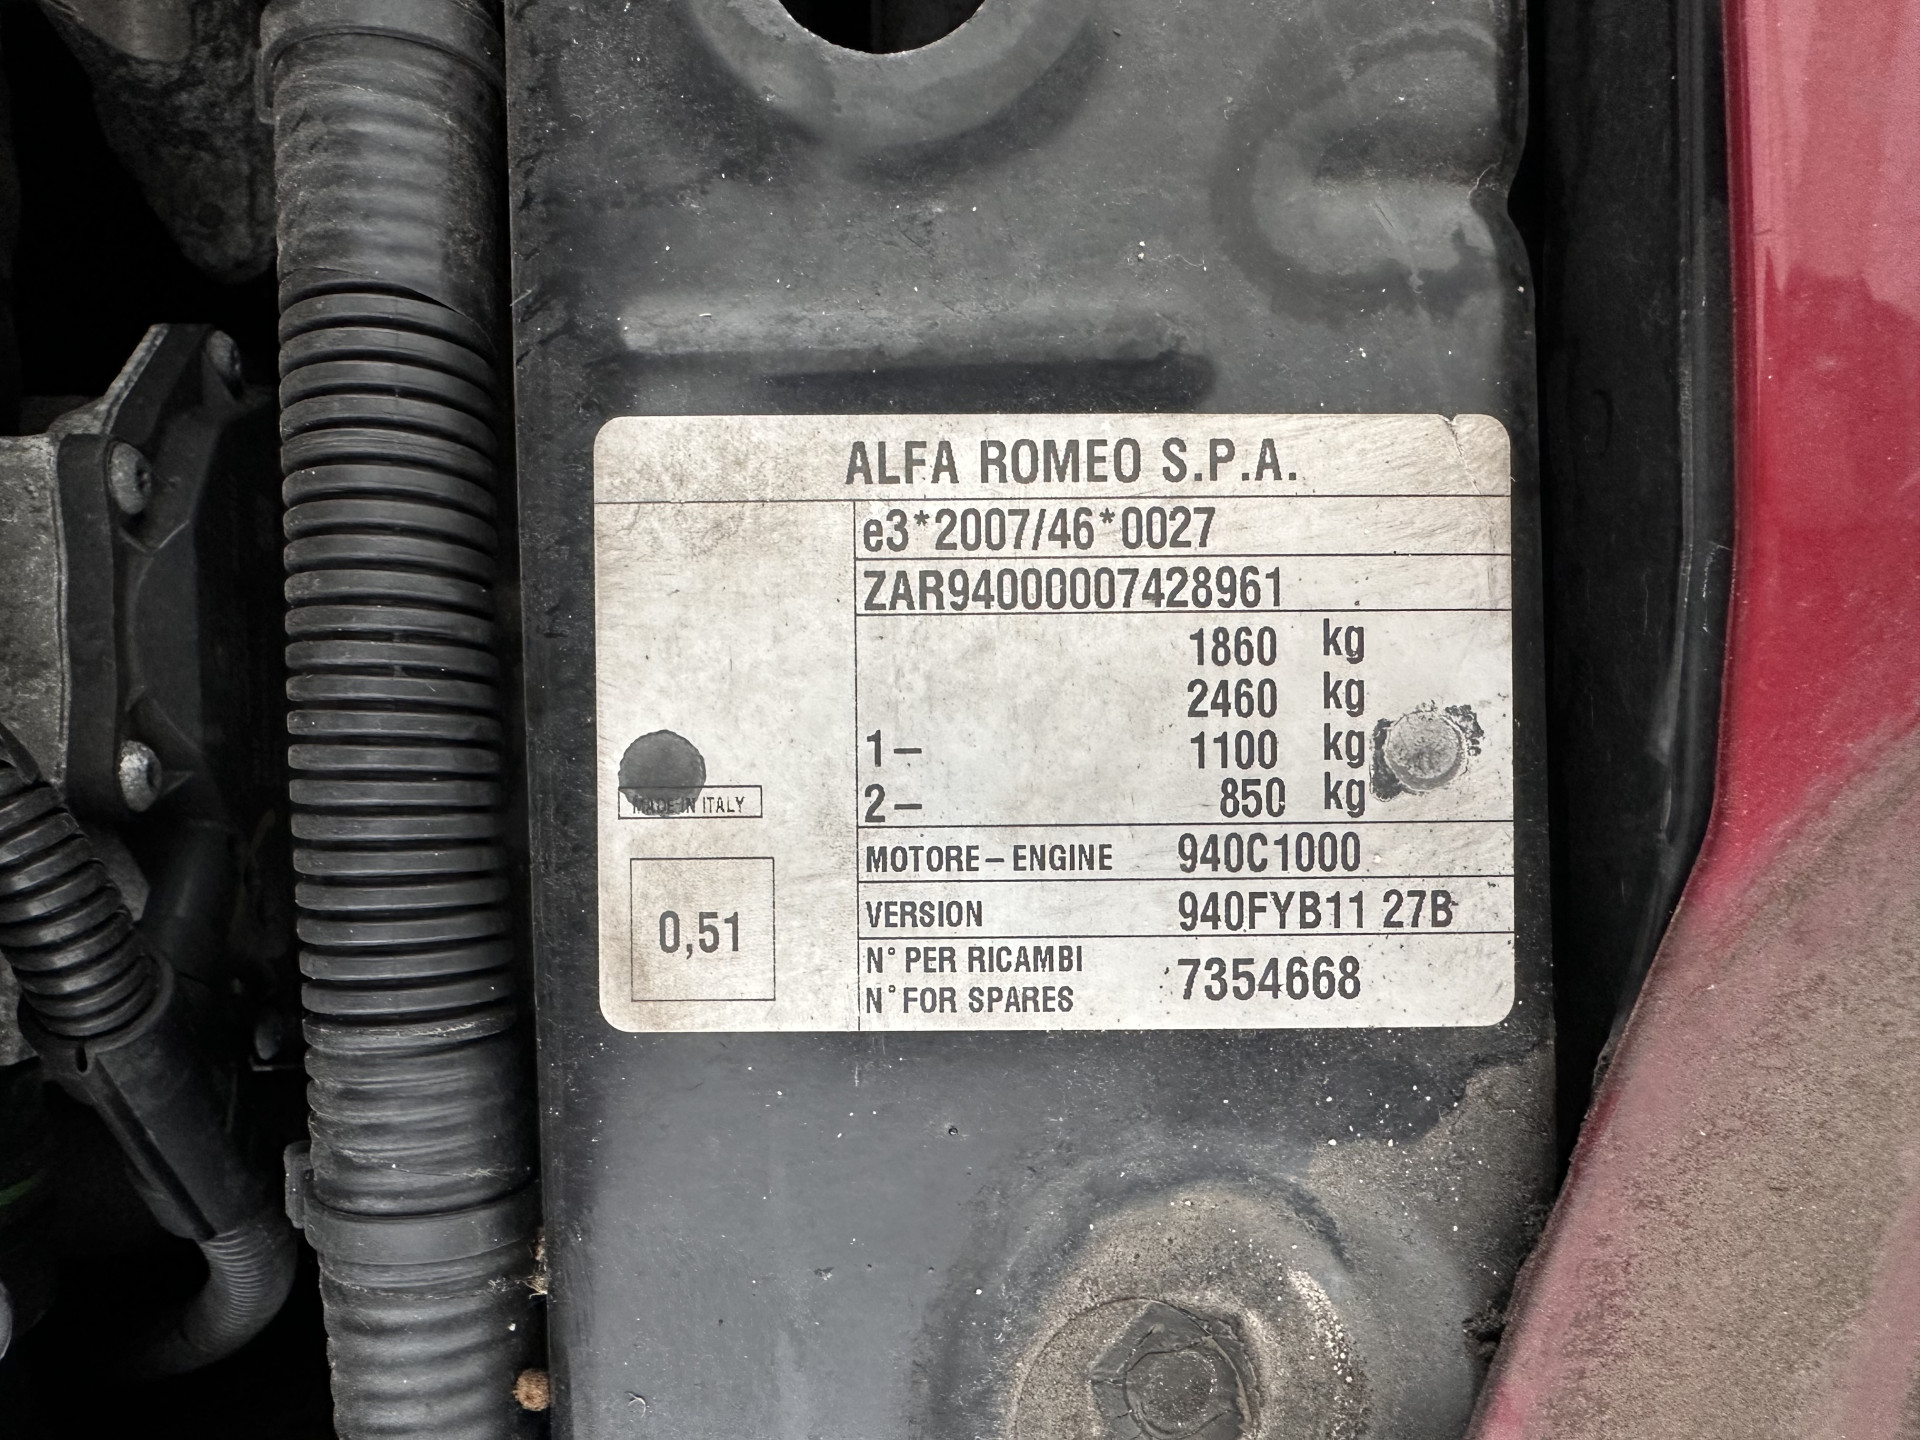 ALFA ROMEO S.P.A.
e3*2007/46*0027
ZAR94000007428961
1860 kg
2460 kg
1– 1100 kg
2– 850 kg
MADE IN ITALY
MOTORE – ENGINE 940C1000
VERSION 940FYB11 27B
0,51
N° PER RICAMBI
N° FOR SPARES 7354668